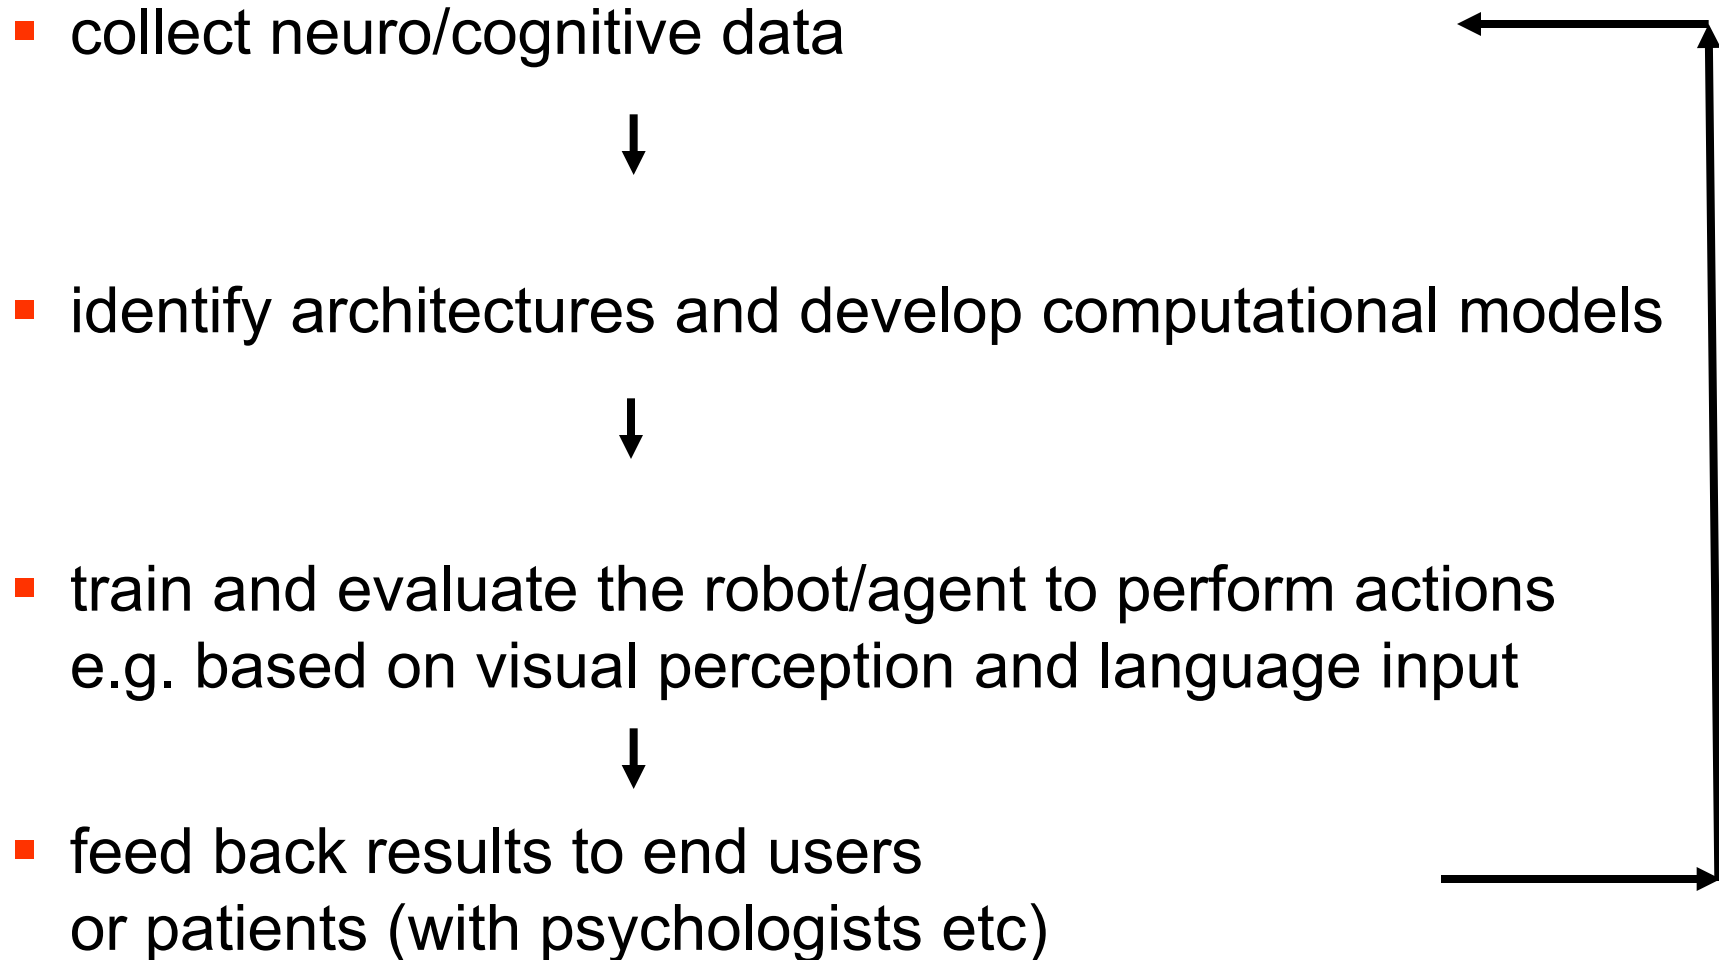 collect neuro/cognitive data
identify architectures and develop computational models
train and evaluate the robot/agent to perform actions
e.g. based on visual perception and language input
feed back results to end users
or patients (with psychologists etc)